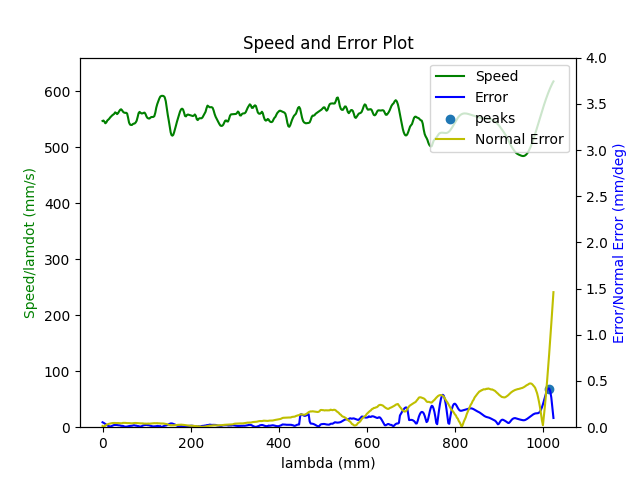 Speed and Error Plot
Speed
Error
peaks
Normal Error
Speed/lamdot (mm/s)
600
500
400
300
200
100
0
4.0
3.5
3.0
2.5
2.0
1.5
1.0
0.5
0.0
Error/Normal Error (mm/deg)
0 200 400 600 800 1000
lambda (mm)